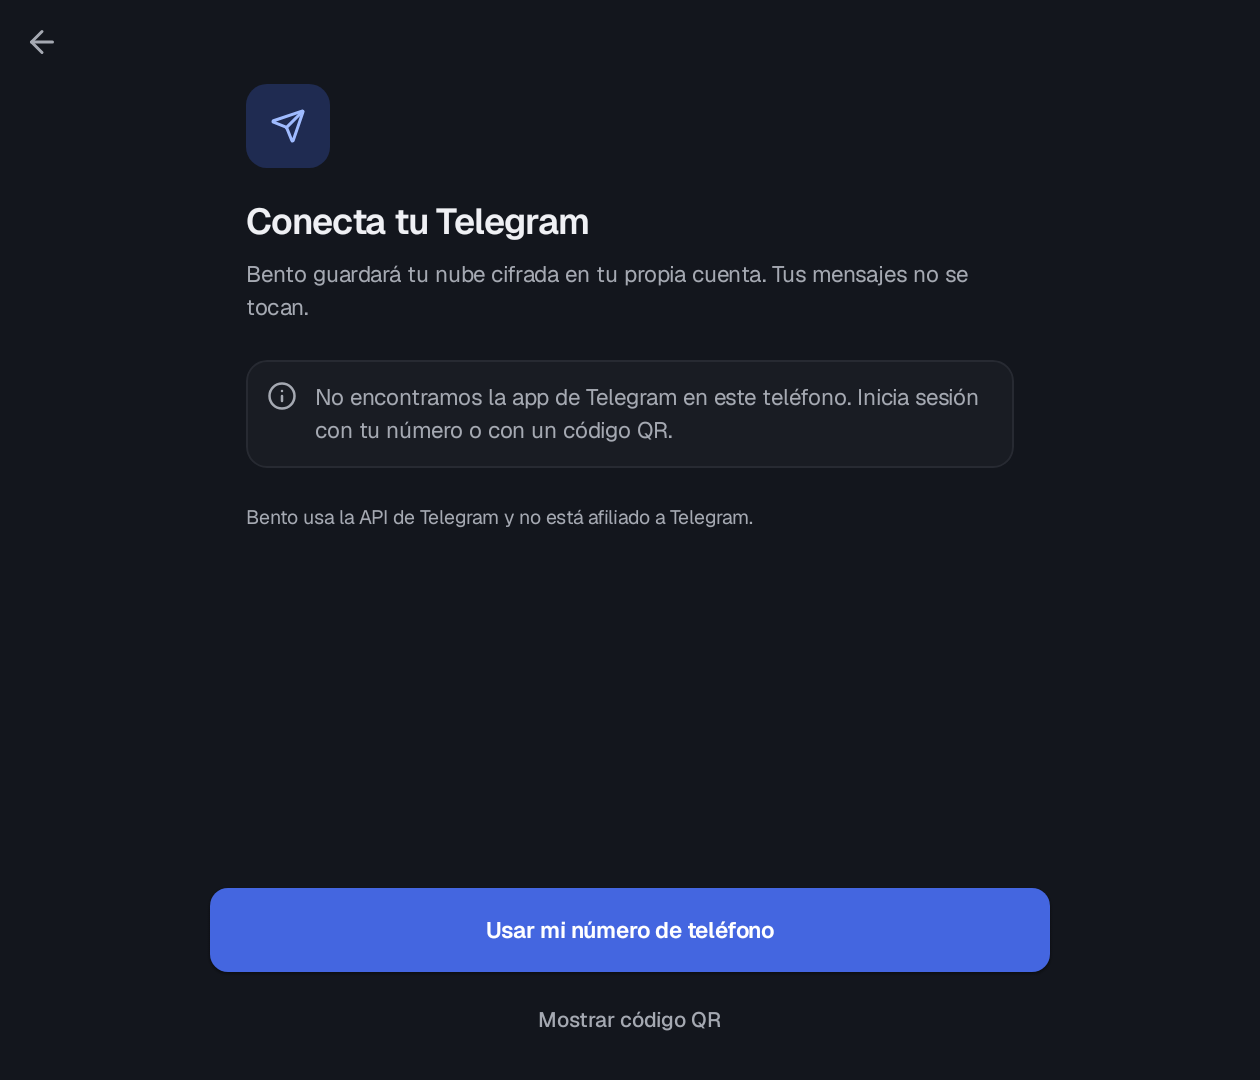 Conecta tu Telegram
Bento guardará tu nube cifrada en tu propia cuenta. Tus mensajes no se
tocan.
No encontramos la app de Telegram en este teléfono. Inicia sesión
con tu número o con un código QR.
Bento usa la API de Telegram y no está afiliado a Telegram.
Usar mi número de teléfono
Mostrar código QR